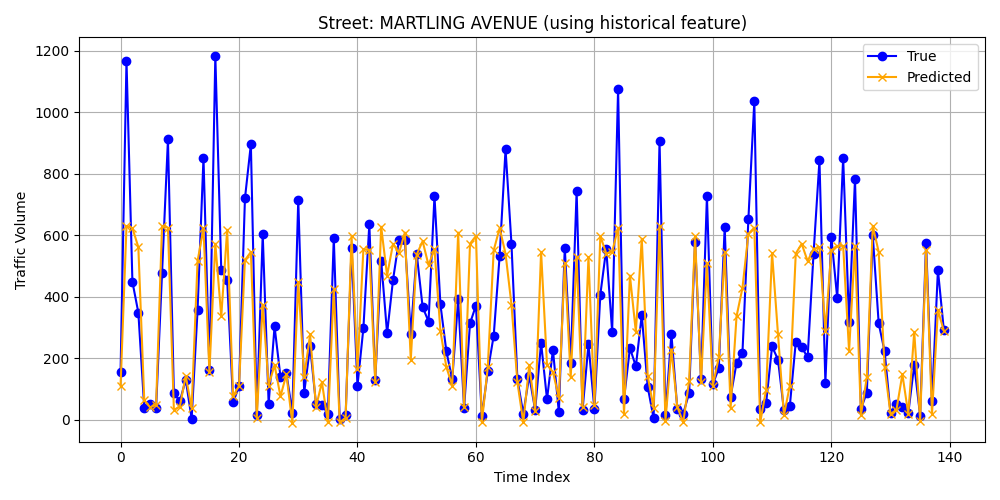 Street: MARTLING AVENUE (using historical feature)
True
Predicted
Traffic Volume
1200
1000
800
600
400
200
0
0 20 40 60 80 100 120 140
Time Index